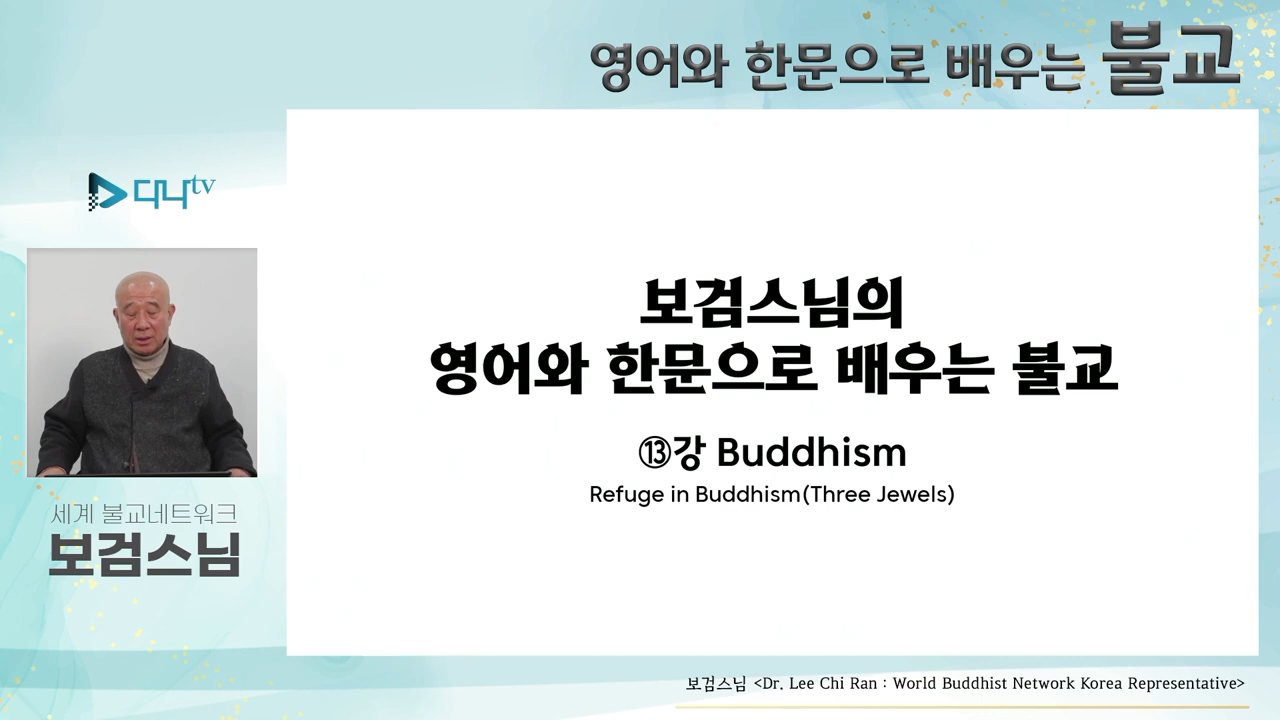 영어와 한문으로 배우는 불교
디나tv
보검스님의
영어와 한문으로 배우는 불교
⑬강 Buddhism
Refuge in Buddhism(Three Jewels)
세계 불교네트워크
보검스님
보검스님 <Dr. Lee Chi Ran : World Buddhist Network Korea Representative>